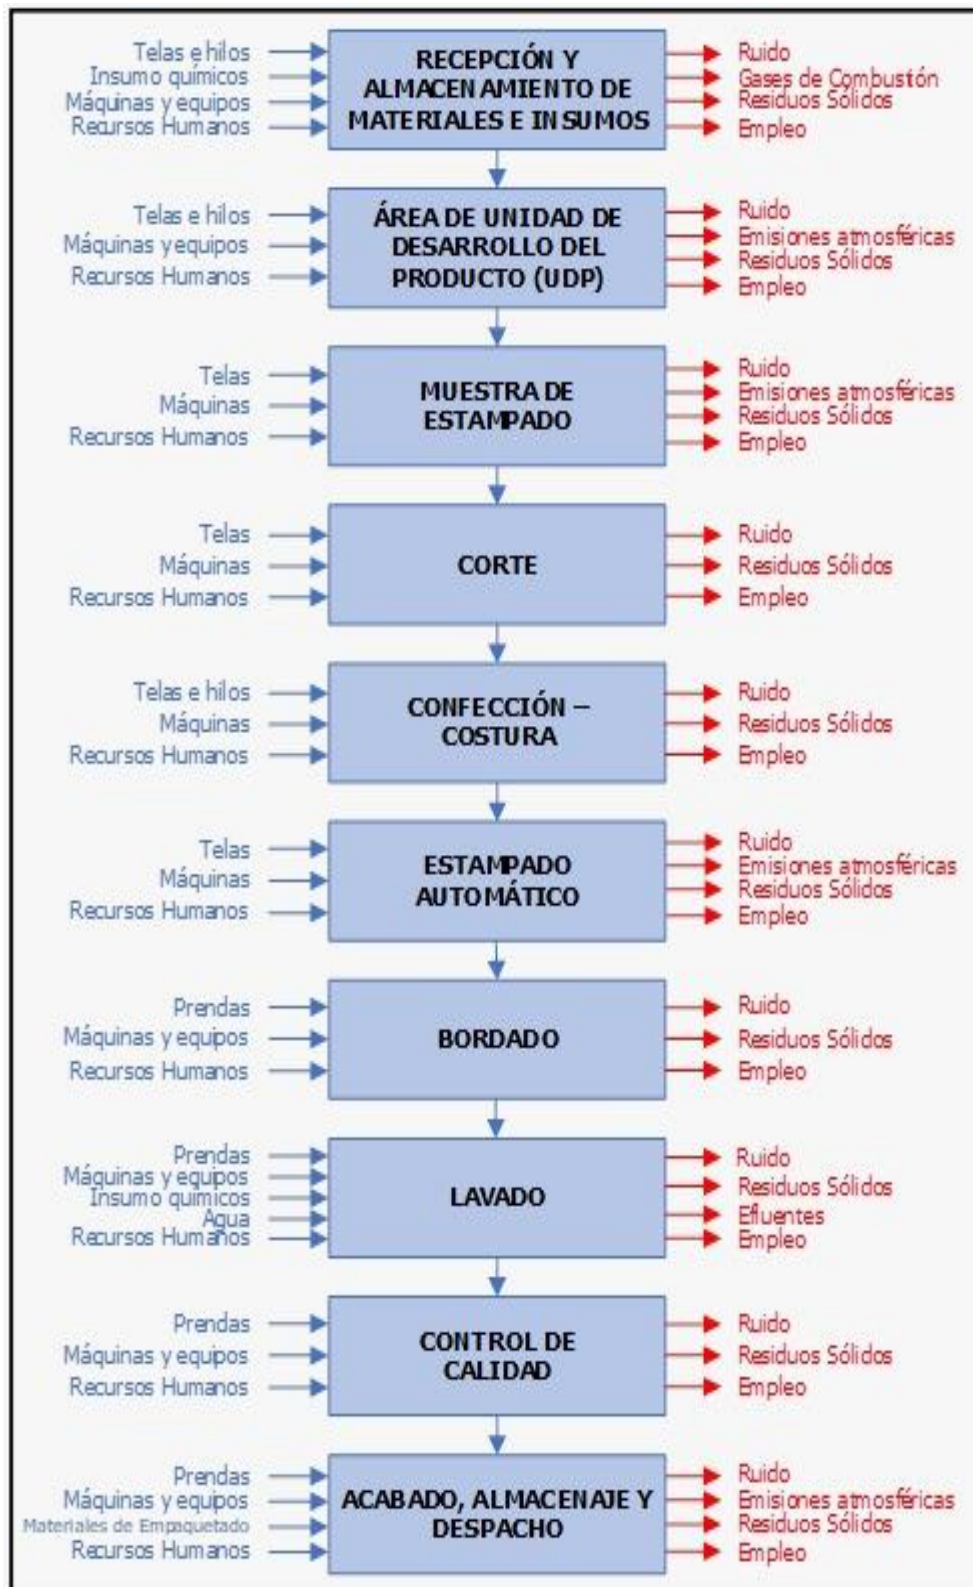 Telas e hilos
Insumo químicos
Máquinas y equipos
Recursos Humanos
RECEPCIÓN Y
ALMACENAMIENTO DE
MATERIALES E INSUMOS
Ruido
Gases de Combustón
Residuos Sólidos
Empleo
Telas e hilos
Máquinas y equipos
Recursos Humanos
ÁREA DE UNIDAD DE
DESARROLLO DEL
PRODUCTO (UDP)
Ruido
Emisiones atmosféricas
Residuos Sólidos
Empleo
Telas
Máquinas
Recursos Humanos
MUESTRA DE
ESTAMPADO
Ruido
Emisiones atmosféricas
Residuos Sólidos
Empleo
Telas
Máquinas
Recursos Humanos
CORTE
Ruido
Residuos Sólidos
Empleo
Telas e hilos
Máquinas
Recursos Humanos
CONFECCIÓN –
COSTURA
Ruido
Residuos Sólidos
Empleo
Telas
Máquinas
Recursos Humanos
ESTAMPADO
AUTOMÁTICO
Ruido
Emisiones atmosféricas
Residuos Sólidos
Empleo
Prendas
Máquinas y equipos
Recursos Humanos
BORDADO
Ruido
Residuos Sólidos
Empleo
Prendas
Máquinas y equipos
Insumo químicos
Agua
Recursos Humanos
LAVADO
Ruido
Residuos Sólidos
Efluentes
Empleo
Prendas
Máquinas y equipos
Recursos Humanos
CONTROL DE
CALIDAD
Ruido
Residuos Sólidos
Empleo
Prendas
Máquinas y equipos
Materiales de Empaquetado
Recursos Humanos
ACABADO, ALMACENAJE Y
DESPACHO
Ruido
Emisiones atmosféricas
Residuos Sólidos
Empleo